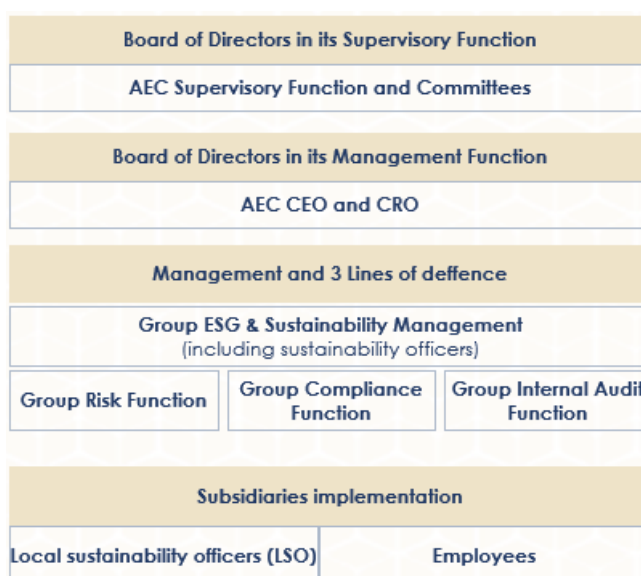 Board of Directors in its Supervisory Function
AEC Supervisory Function and Committees
Board of Directors in its Management Function
AEC CEO and CRO
Management and 3 Lines of deffence
Group ESG & Sustainability Management
(including sustainability officers)
Group Risk Function
Group Compliance
Function
Group Internal Audit
Function
Subsidiaries implementation
Local sustainability officers (LSO)
Employees